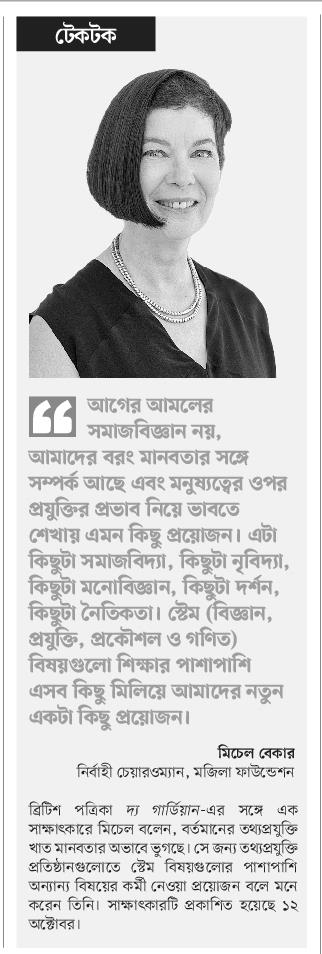 টেকটক
আগের আমলের
সমাজবিজ্ঞান নয়,
আমাদের বরং মানবতার সঙ্গে
সম্পর্ক আছে এবং মনুষ্যত্বের ওপর
প্রযুক্তির প্রভাব নিয়ে ভাবতে
শেখায় এমন কিছু প্রয়োজন। এটা
কিছুটা সমাজবিদ্যা, কিছুটা নৃবিদ্যা,
কিছুটা মনোবিজ্ঞান, কিছুটা দর্শন,
কিছুটা নৈতিকতা। স্টেম (বিজ্ঞান,
প্রযুক্তি, প্রকৌশল ও গণিত)
বিষয়গুলো শিক্ষার পাশাপাশি
এসব কিছু মিলিয়ে আমাদের নতুন
একটা কিছু প্রয়োজন।
মিচেল বেকার
নির্বাহী চেয়ারওম্যান, মজিলা ফাউন্ডেশন
ব্রিটিশ পত্রিকা দ্য গার্ডিয়ান-এর সঙ্গে এক
সাক্ষাৎকারে মিচেল বলেন, বর্তমানের তথ্যপ্রযুক্তি
খাত মানবতার অভাবে ভুগছে। সে জন্য তথ্যপ্রযুক্তি
প্রতিষ্ঠানগুলোতে স্টেম বিষয়গুলোর পাশাপাশি
অন্যান্য বিষয়ের কর্মী নেওয়া প্রয়োজন বলে মনে
করেন তিনি। সাক্ষাৎকারটি প্রকাশিত হয়েছে ১২
অক্টোবর।